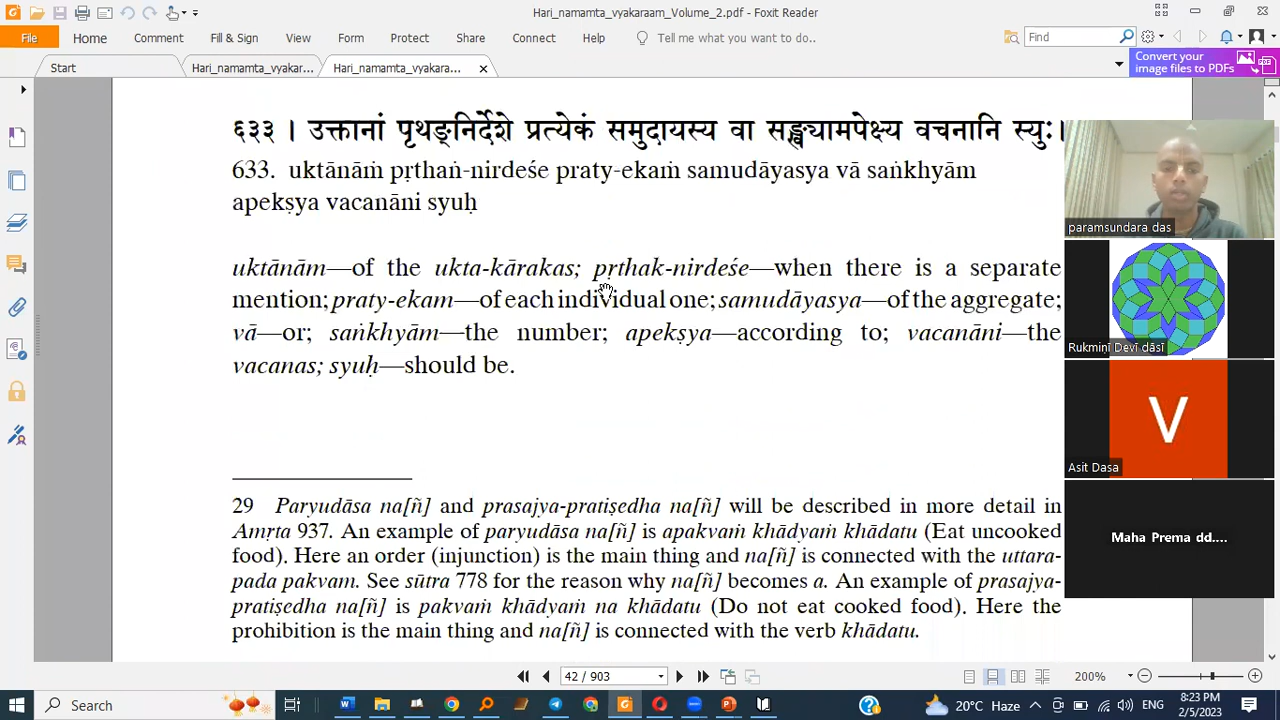 Hari_namamta_vyakaraam_Volume_2.pdf - Foxit Reader
File Home Comment Fill & Sign View Form Protect Share Connect Help Tell me what you want to do.. Find
Start Hari_namamta_vyakar... Hari_namamta_vyakara... Convert your
image files to PDFs
६३३ । उक्तानां पृथङ्निर्देशे प्रत्येकं समुदायस्य वा सङ्ख्यामपेक्ष्य वचनानि स्युः।
633. uktānāṁ pṛthaṅ-nirdeśe praty-ekaṁ samudāyasya vā saṅkhyām
apekṣya vacanāni syuḥ
uktānām—of the ukta-kārakas; pṛthak-nirdeśe—when there is a separate
mention; praty-ekam—of each individual one; samudāyasya—of the aggregate;
vā—or; saṅkhyām—the number; apekṣya—according to; vacanāni—the
vacanas; syuḥ—should be.
29 Paryudāsa na[ñ] and prasajya-pratiṣedha na[ñ] will be described in more detail in
Amṛta 937. An example of paryudāsa na[ñ] is apakvaṁ khādyaṁ khādatu (Eat uncooked
food). Here an order (injunction) is the main thing and na[ñ] is connected with the uttara-
pada pakvam. See sūtra 778 for the reason why na[ñ] becomes a. An example of prasajya-
pratiṣedha na[ñ] is pakvaṁ khādyaṁ na khādatu (Do not eat cooked food). Here the
prohibition is the main thing and na[ñ] is connected with the verb khādatu.
paramsundara das
Rukmiṇī Devī dāsī
V
Asit Dasa
Maha Prema dd....
42 / 903 200%
Search 20°C Haze ENG 8:23 PM
2/5/2023